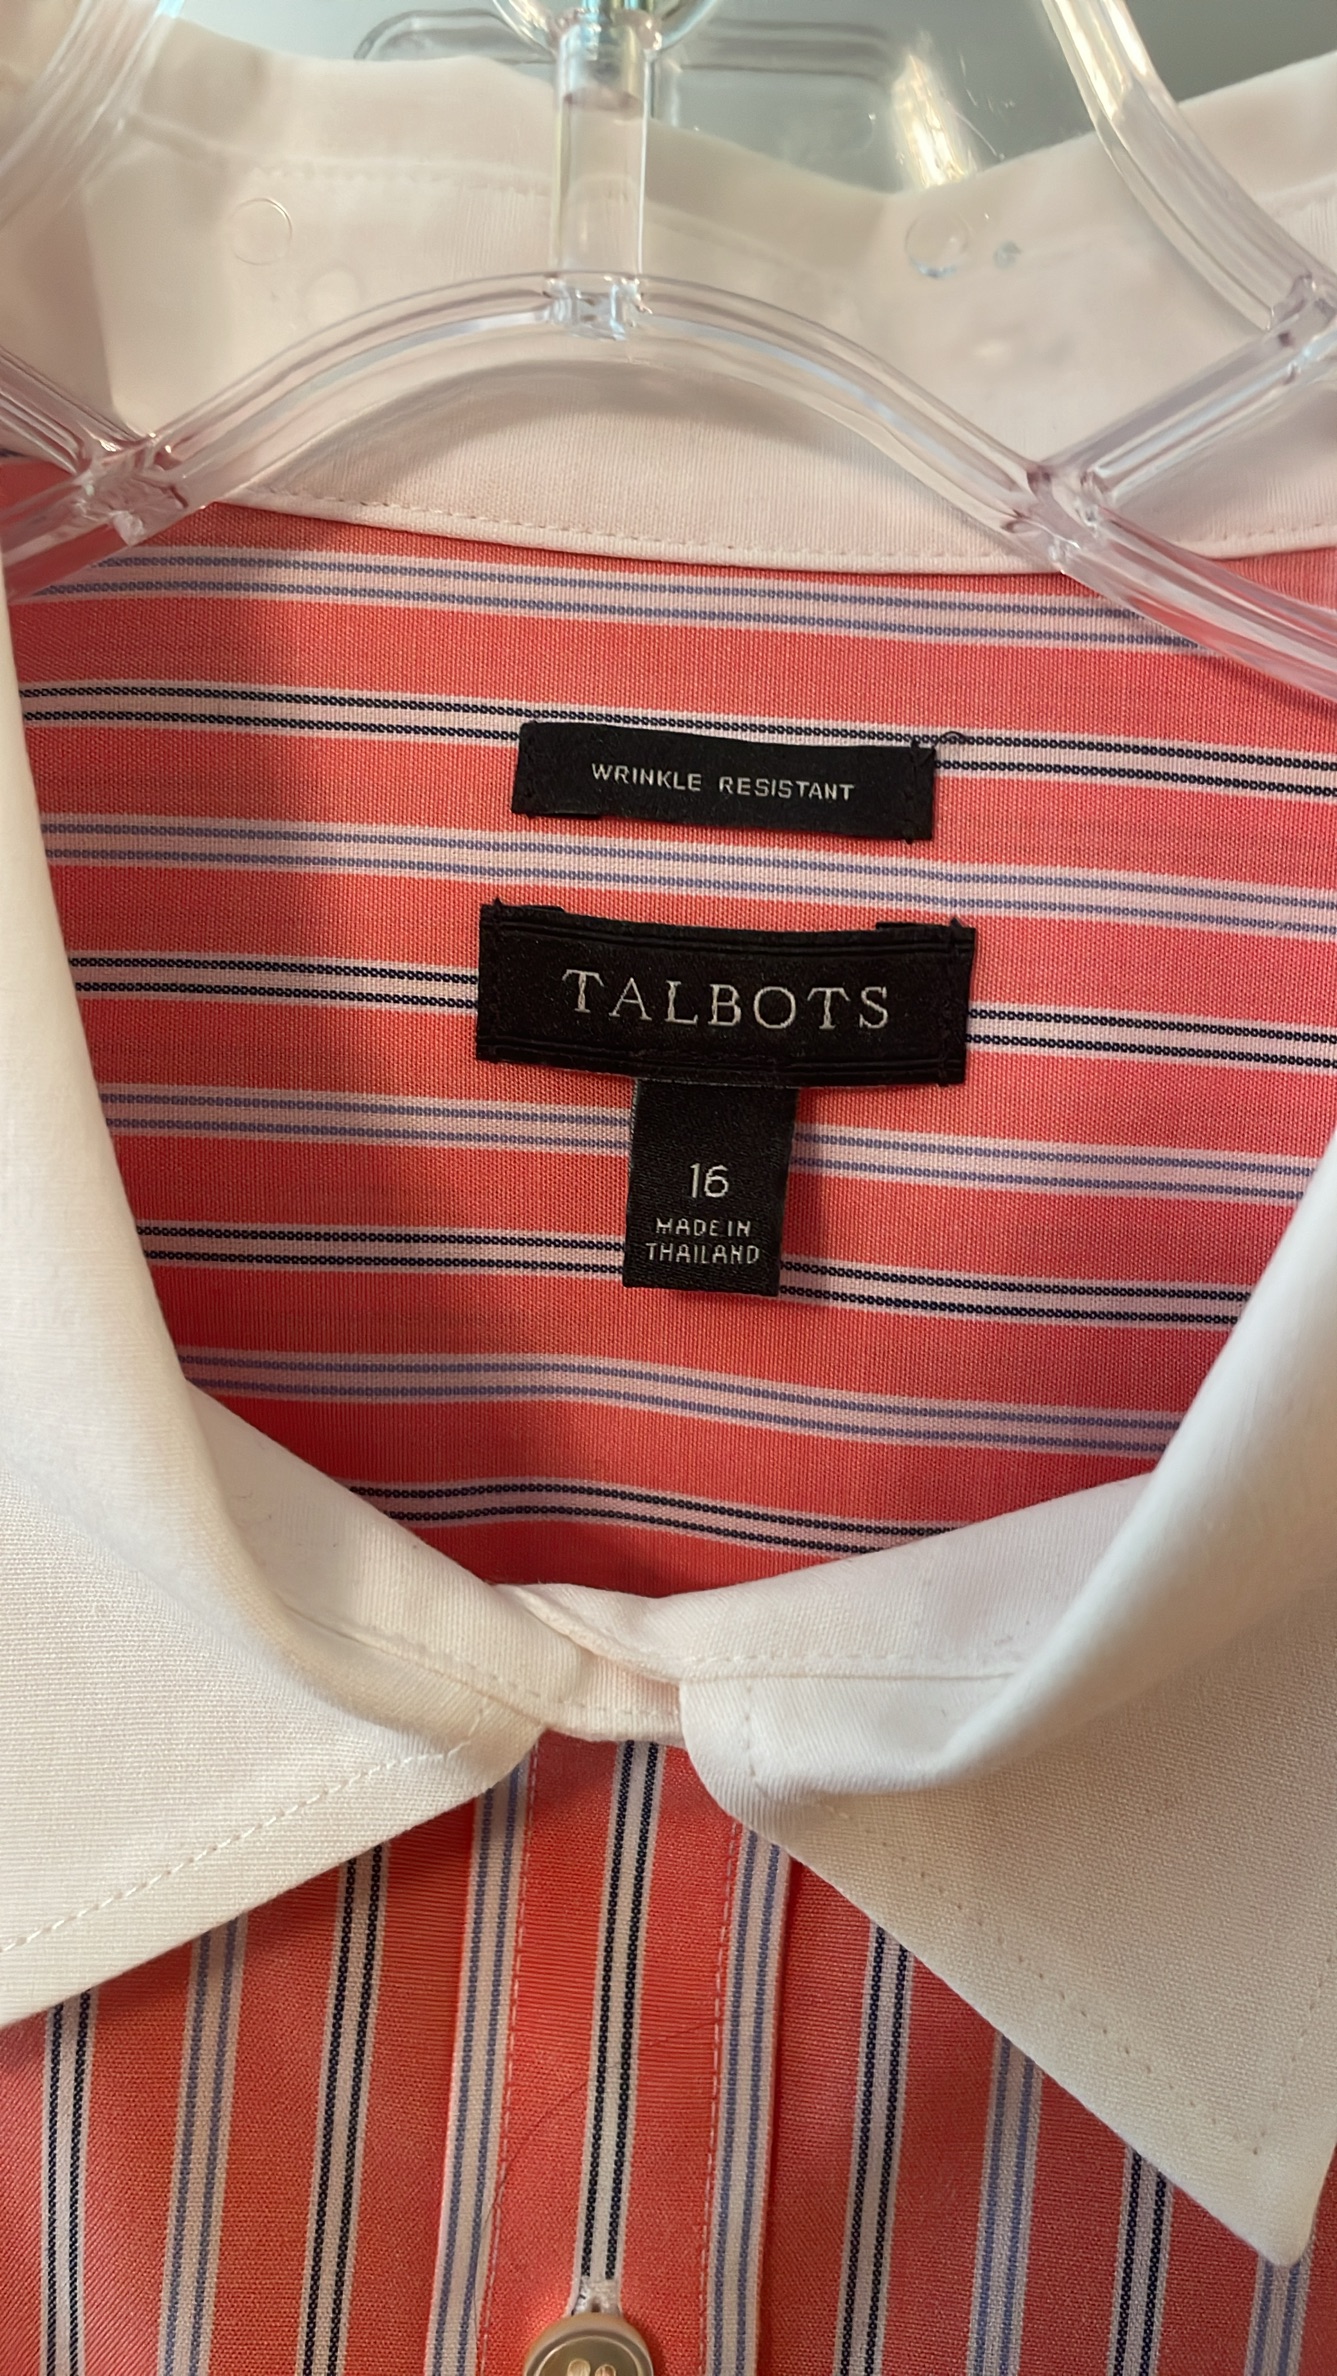 WRINKLE RESISTANT
TALBOTS
16
MADE IN
THAILAND